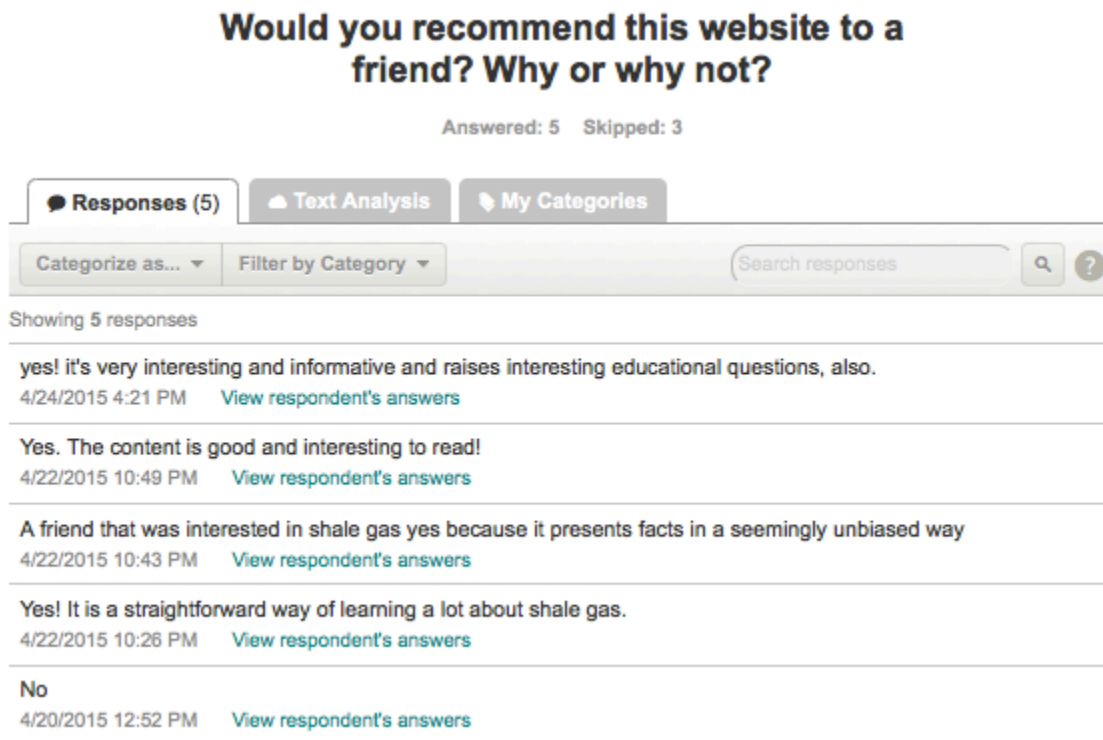 Would you recommend this website to a
friend? Why or why not?
Answered: 5 Skipped: 3
Responses (5) Text Analysis My Categories
Categorize as... Filter by Category Search responses ?
Showing 5 responses
yes! it's very interesting and informative and raises interesting educational questions, also.
4/24/2015 4:21 PM View respondent's answers
Yes. The content is good and interesting to read!
4/22/2015 10:49 PM View respondent's answers
A friend that was interested in shale gas yes because it presents facts in a seemingly unbiased way
4/22/2015 10:43 PM View respondent's answers
Yes! It is a straightforward way of learning a lot about shale gas.
4/22/2015 10:26 PM View respondent's answers
No
4/20/2015 12:52 PM View respondent's answers